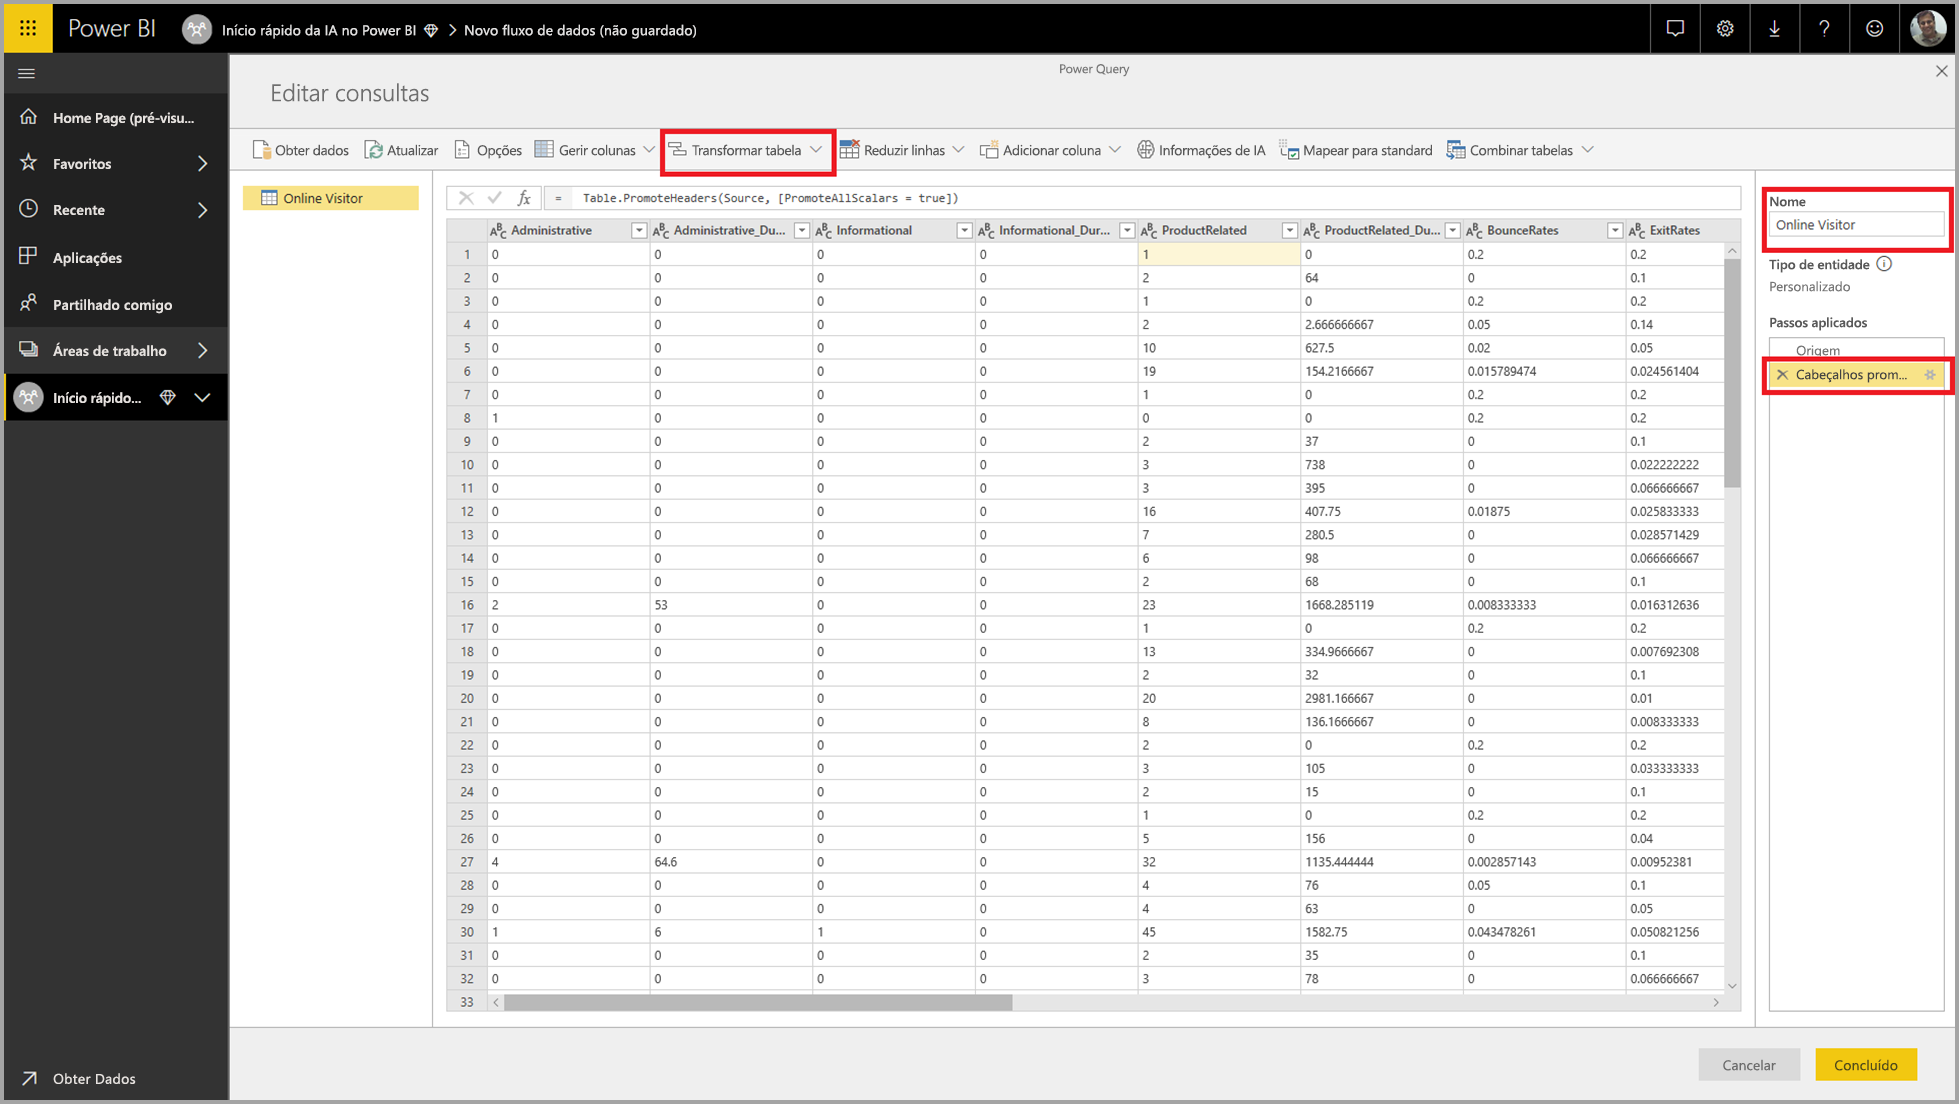 Power BI
Início rápido da IA no Power BI > Novo fluxo de dados (não guardado)
?
Power Query
Editar consultas
Home Page (pré-visu...
Favoritos
Recente
Aplicações
Partilhado comigo
Áreas de trabalho
Início rápido...
Obter Dados
Obter dados Atualizar Opções Gerir colunas Transformar tabela Reduzir linhas Adicionar coluna Informações de IA Mapear para standard Combinar tabelas
Online Visitor
fx = Table.PromoteHeaders(Source, [PromoteAllScalars = true])
ABC Administrative ABC Administrative_Du... ABC Informational ABC Informational_Dur... ABC ProductRelated ABC ProductRelated_Du... ABC BounceRates ABC ExitRates
1 0 0 0 0 1 0 0.2 0.2
2 0 0 0 0 2 64 0 0.1
3 0 0 0 0 1 0 0.2 0.2
4 0 0 0 0 2 2.666666667 0.05 0.14
5 0 0 0 0 10 627.5 0.02 0.05
6 0 0 0 0 19 154.2166667 0.015789474 0.024561404
7 0 0 0 0 1 0 0.2 0.2
8 1 0 0 0 0 0 0.2 0.2
9 0 0 0 0 2 37 0 0.1
10 0 0 0 0 3 738 0 0.022222222
11 0 0 0 0 3 395 0 0.066666667
12 0 0 0 0 16 407.75 0.01875 0.025833333
13 0 0 0 0 7 280.5 0 0.028571429
14 0 0 0 0 6 98 0 0.066666667
15 0 0 0 0 2 68 0 0.1
16 2 53 0 0 23 1668.285119 0.008333333 0.016312636
17 0 0 0 0 1 0 0.2 0.2
18 0 0 0 0 13 334.9666667 0 0.007692308
19 0 0 0 0 2 32 0 0.1
20 0 0 0 0 20 2981.166667 0 0.01
21 0 0 0 0 8 136.1666667 0 0.008333333
22 0 0 0 0 2 0 0.2 0.2
23 0 0 0 0 3 105 0 0.033333333
24 0 0 0 0 2 15 0 0.1
25 0 0 0 0 1 0 0.2 0.2
26 0 0 0 0 5 156 0 0.04
27 4 64.6 0 0 32 1135.444444 0.002857143 0.00952381
28 0 0 0 0 4 76 0.05 0.1
29 0 0 0 0 4 63 0 0.05
30 1 6 1 0 45 1582.75 0.043478261 0.050821256
31 0 0 0 0 2 35 0 0.1
32 0 0 0 0 3 78 0 0.066666667
33
Nome
Online Visitor
Tipo de entidade
Personalizado
Passos aplicados
Origem
Cabeçalhos prom...
Cancelar Concluído